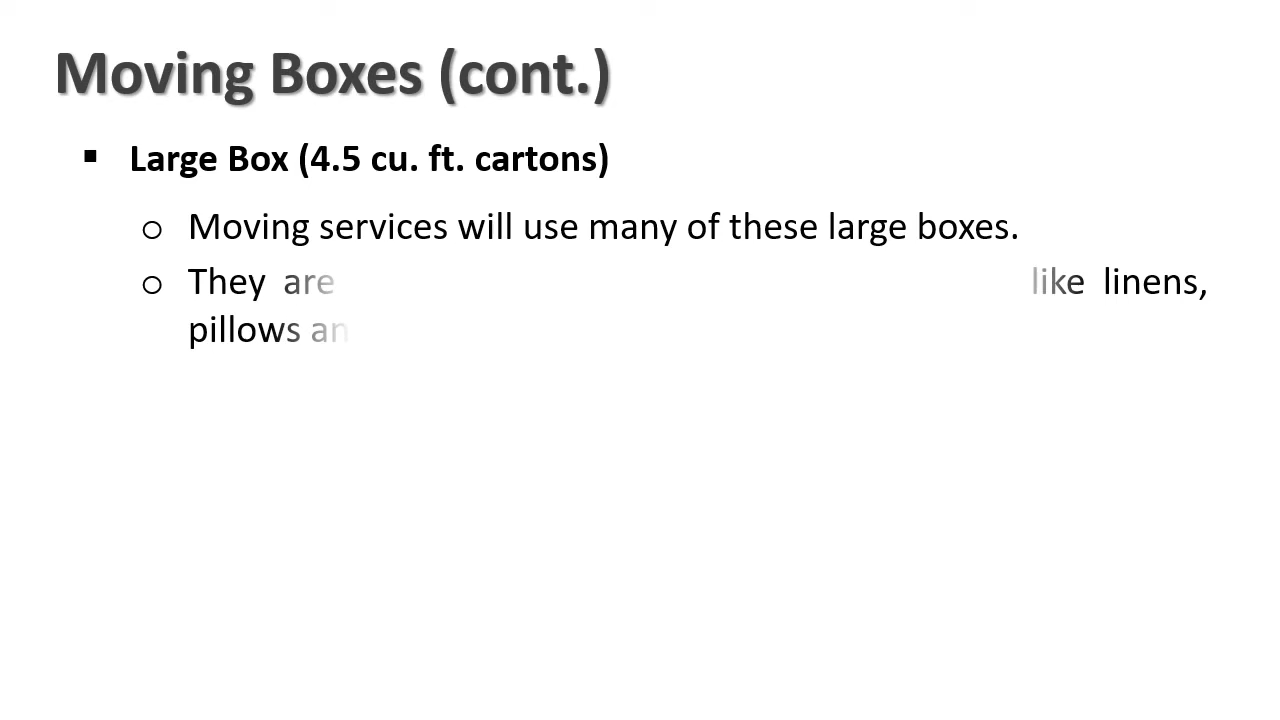 Moving Boxes (cont.)
▪ Large Box (4.5 cu. ft. cartons)
o Moving services will use many of these large boxes.
o They are like linens,
pillows an